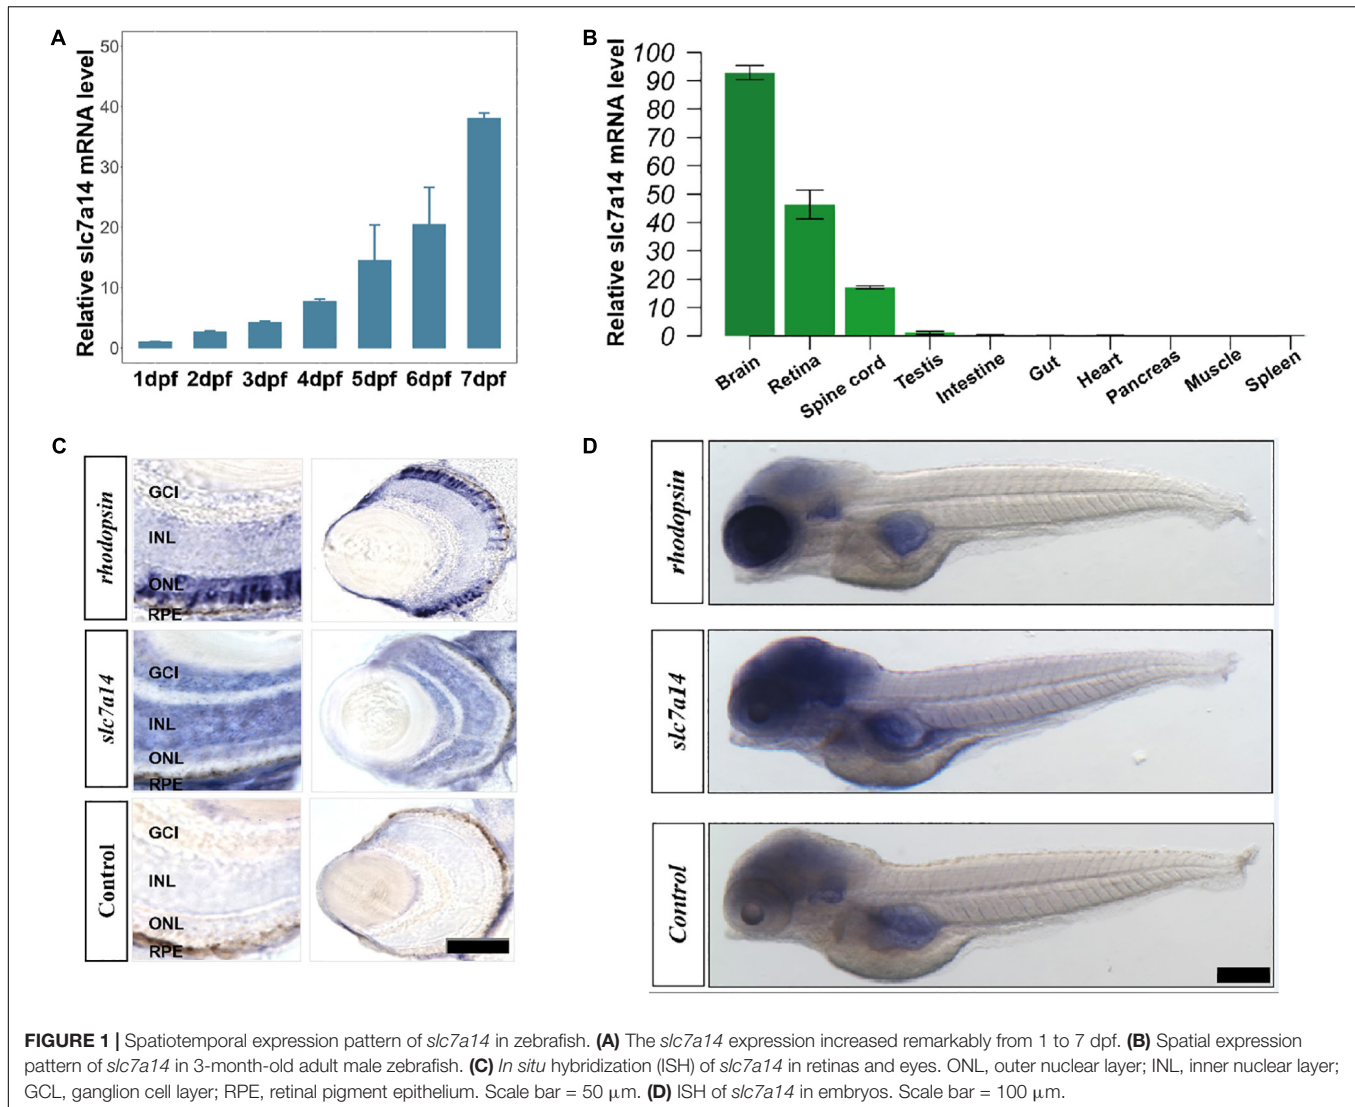 A
Relative slc7a14 mRNA level
50
40
30
20
10
0
1dpf 2dpf 3dpf 4dpf 5dpf 6dpf 7dpf
B
Relative slc7a14 mRNA level
100
90
80
70
60
50
40
30
20
10
0
Brain Retina Spine cord Testis Intestine Gut Heart Pancreas Muscle Spleen
C
rhodopsin
GCl
INL
ONL
RPE
slc7a14
GCl
INL
ONL
RPE
Control
GCl
INL
ONL
RPE
D
rhodopsin
slc7a14
Control
FIGURE 1 | Spatiotemporal expression pattern of slc7a14 in zebrafish. (A) The slc7a14 expression increased remarkably from 1 to 7 dpf. (B) Spatial expression
pattern of slc7a14 in 3-month-old adult male zebrafish. (C) In situ hybridization (ISH) of slc7a14 in retinas and eyes. ONL, outer nuclear layer; INL, inner nuclear layer;
GCL, ganglion cell layer; RPE, retinal pigment epithelium. Scale bar = 50 μm. (D) ISH of slc7a14 in embryos. Scale bar = 100 μm.